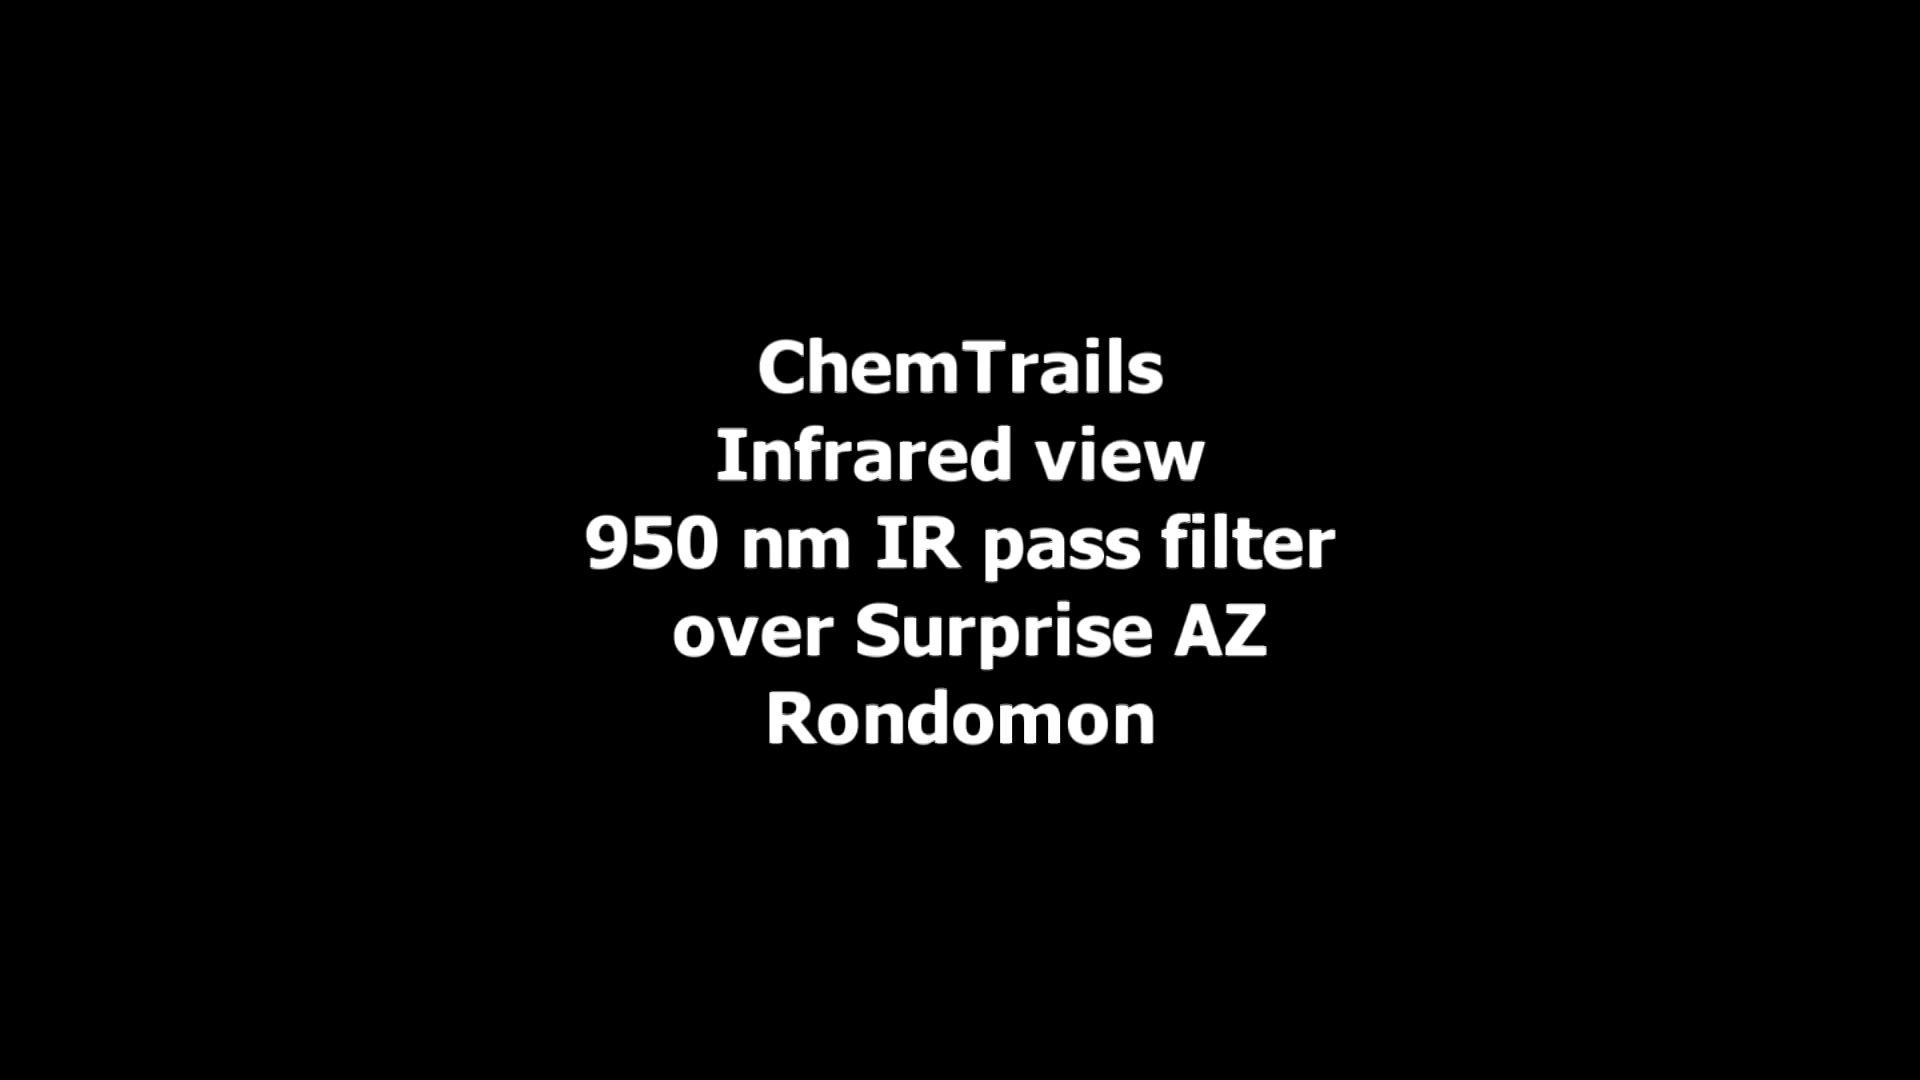 ChemTrails
Infrared view
950 nm IR pass filter
over Surprise AZ
Rondomon